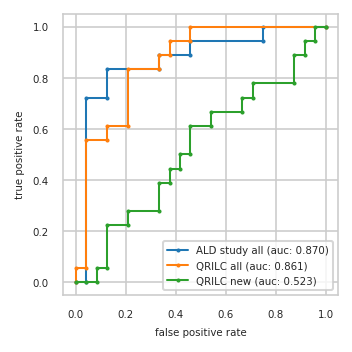 1.0
0.8
0.6
0.4
0.2
0.0
true positive rate
ALD study all (auc: 0.870)
QRILC all (auc: 0.861)
QRILC new (auc: 0.523)
0.0 0.2 0.4 0.6 0.8 1.0
false positive rate